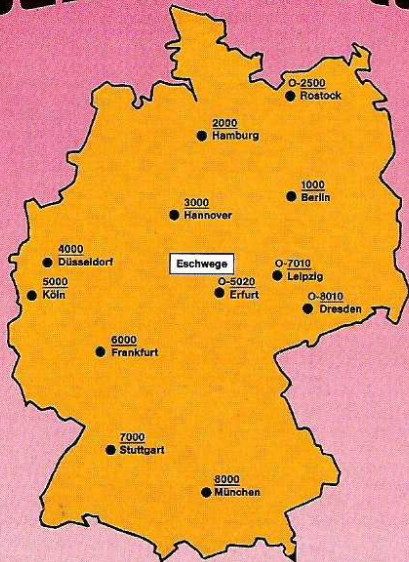 O-2500
Rostock
2000
Hamburg
1000
Berlin
3000
Hannover
4000
Düsseldorf
Eschwege
O-7010
Leipzig
5000
Köln
O-5020
Erfurt
O-8010
Dresden
6000
Frankfurt
7000
Stuttgart
8000
München